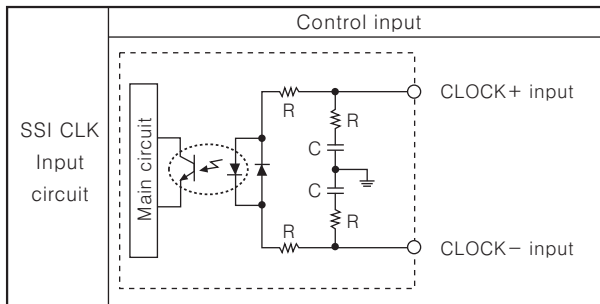 Control input
SSI CLK
Input
circuit
Main circuit
R
R
C
C
R
R
CLOCK+ input
CLOCK− input